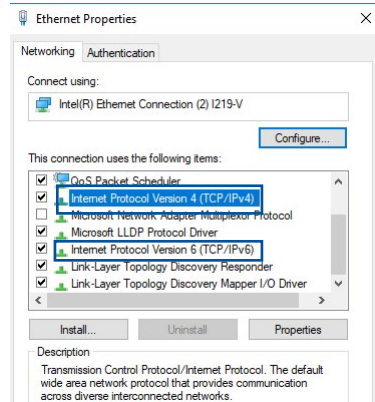 Ethernet Properties
Networking Authentication
Connect using:
Intel(R) Ethernet Connection (2) I219-V
Configure...
This connection uses the following items:
QoS Packet Scheduler
Internet Protocol Version 4 (TCP/IPv4)
Microsoft Network Adapter Multiplexor Protocol
Microsoft LLDP Protocol Driver
Internet Protocol Version 6 (TCP/IPv6)
Link-Layer Topology Discovery Responder
Link-Layer Topology Discovery Mapper I/O Driver
Install... Uninstall Properties
Description
Transmission Control Protocol/Internet Protocol. The default
wide area network protocol that provides communication
across diverse interconnected networks.